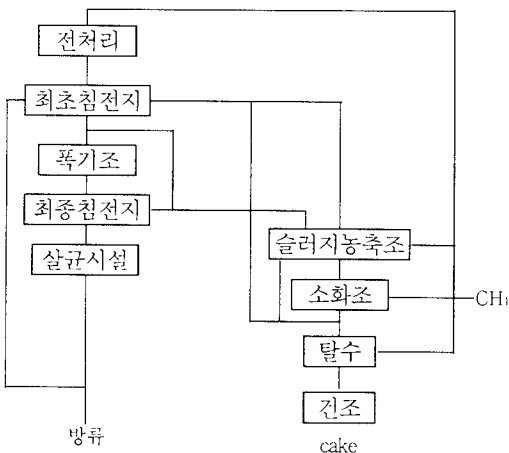 전처리
최초침전지
폭기조
최종침전지
슬러지농축조
살균시설
소화조
CH₄
탈수
건조
방류
cake